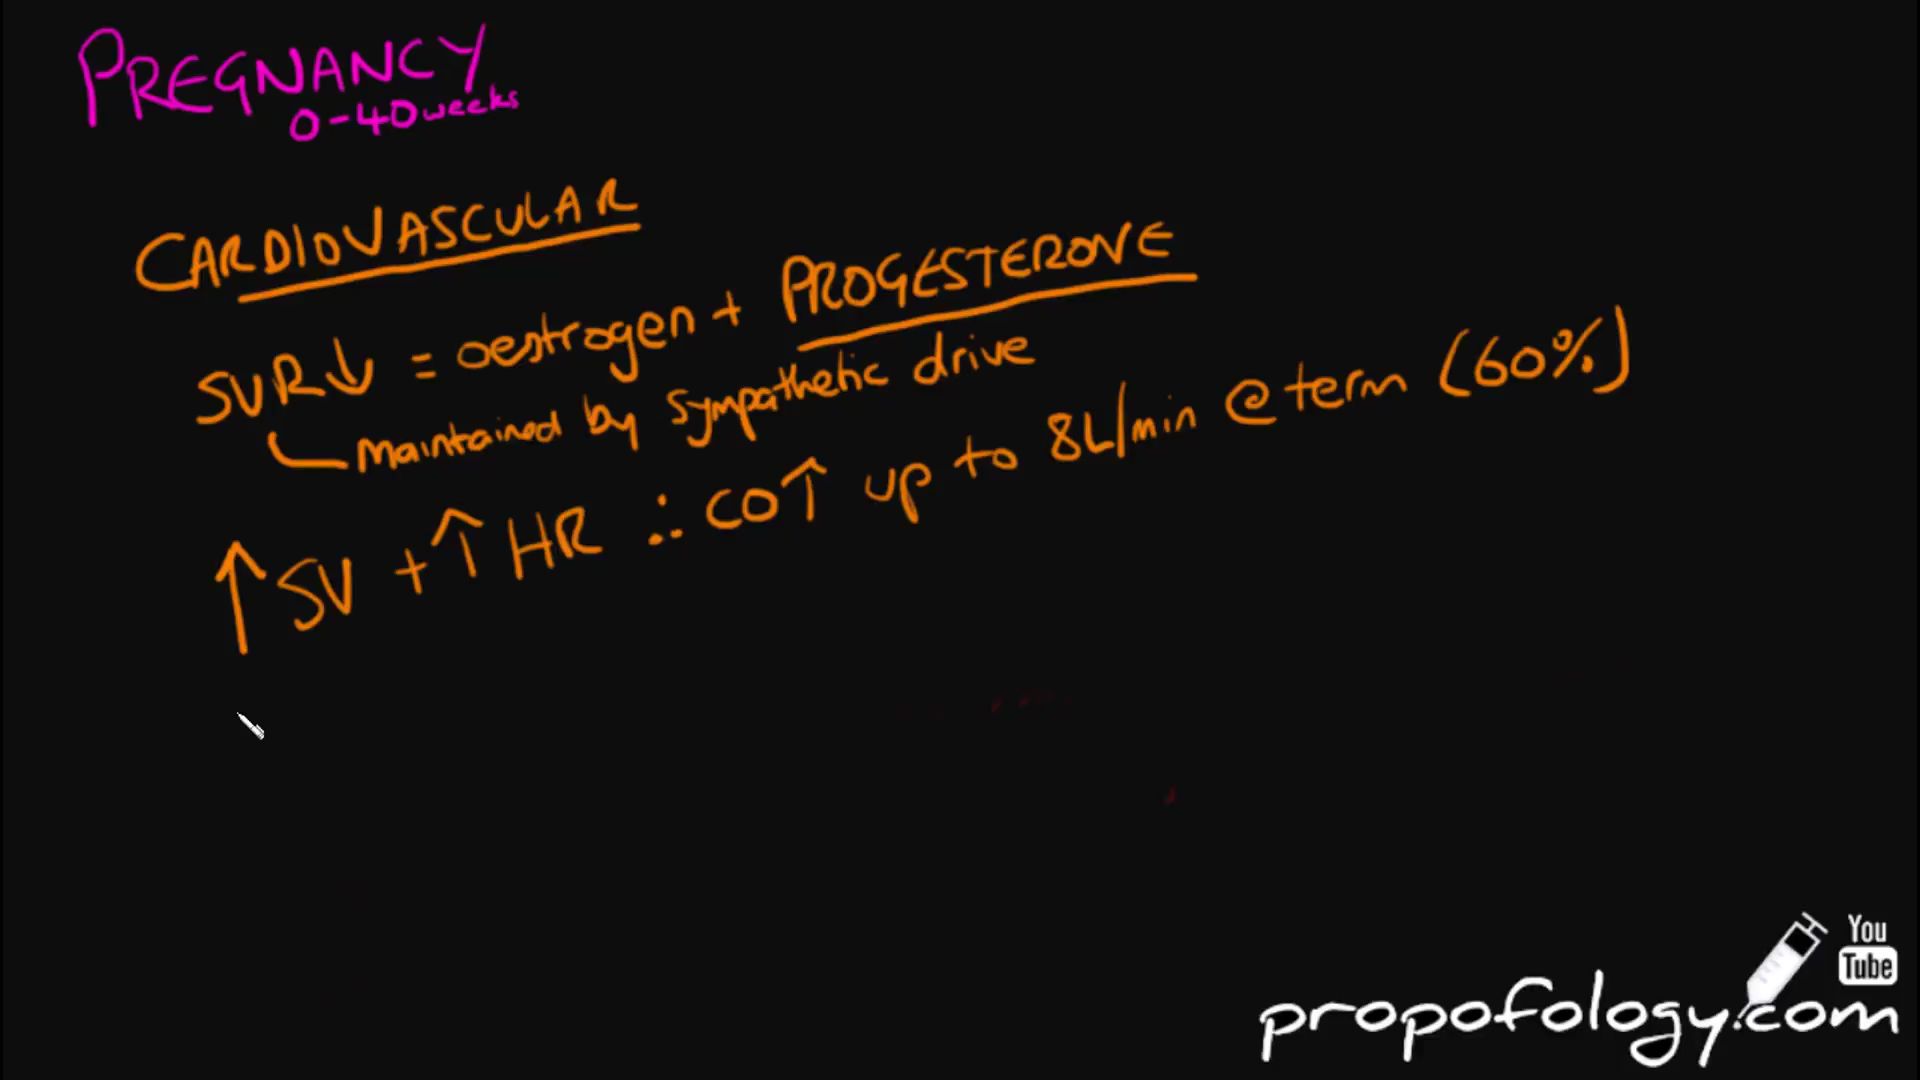 PREGNANCY
0-40weeks
CARDIOVASCULAR
SVR↓ = oestrogen + PROGESTERONE
maintained by sympathetic drive
↑SV + ↑HR ∴ CO↑ up to 8L/min @ term (60%)
You
Tube
propofology.com